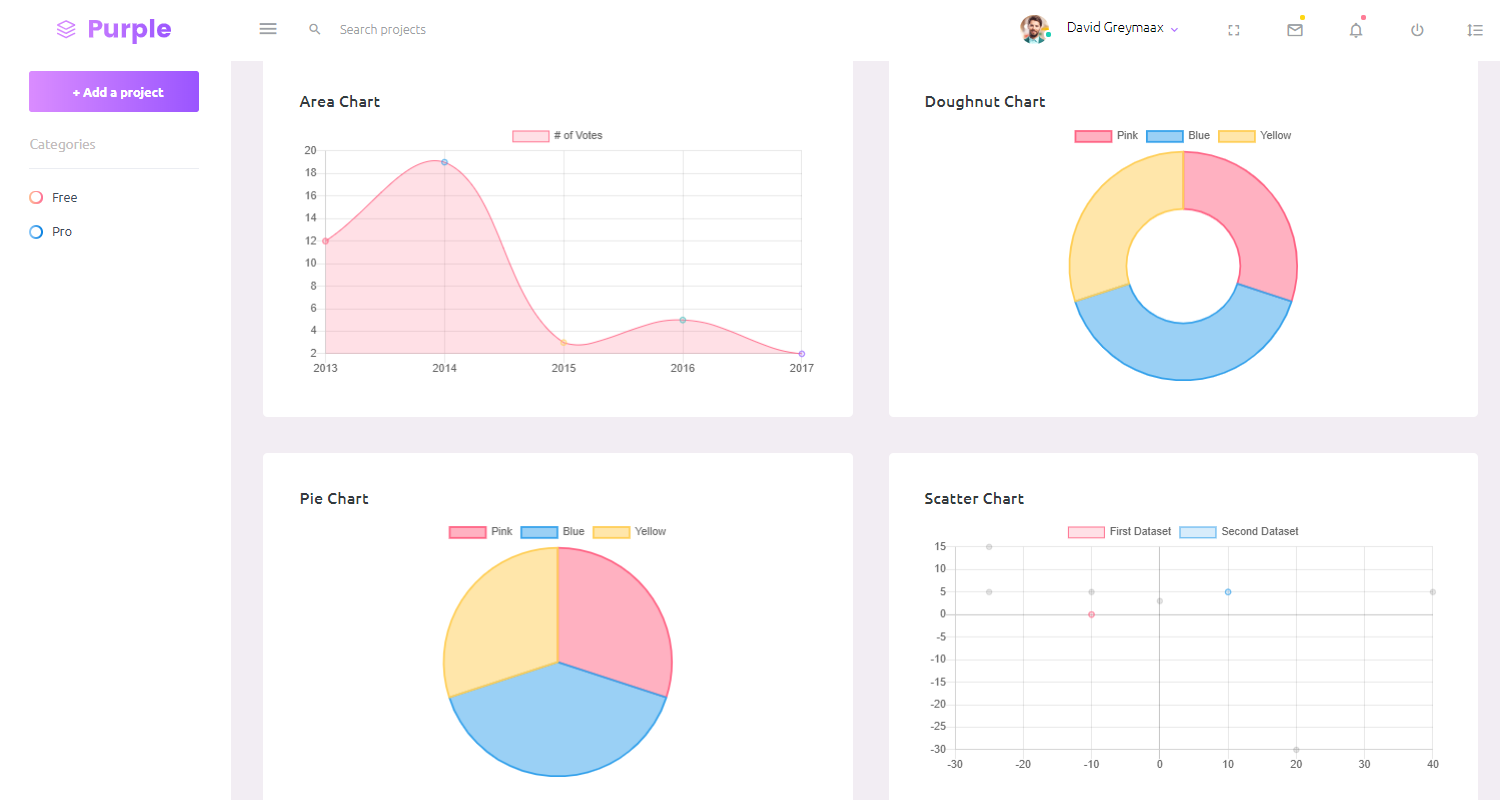 Purple
Search projects
David Greymaax
+ Add a project
Categories
Free
Pro
Area Chart
# of Votes
20
18
16
14
12
10
8
6
4
2
2013 2014 2015 2016 2017
Doughnut Chart
Pink Blue Yellow
Pie Chart
Pink Blue Yellow
Scatter Chart
First Dataset Second Dataset
15
10
5
0
-5
-10
-15
-20
-25
-30
-30 -20 -10 0 10 20 30 40